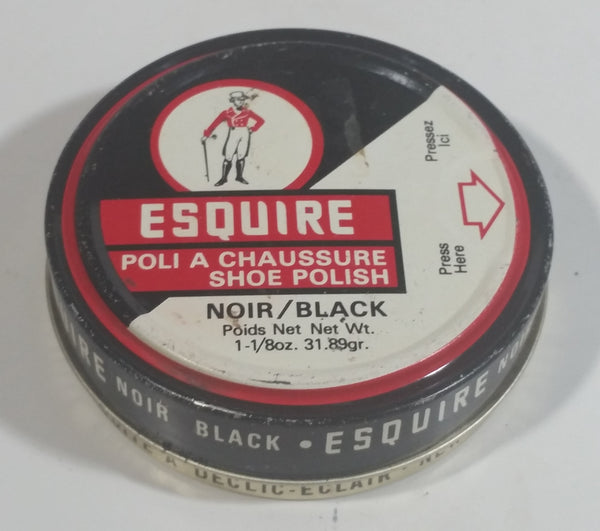 ESQUIRE
POLI A CHAUSSURE
SHOE POLISH
NOIR/BLACK
Poids Net Net Wt.
1-1/8oz. 31.89gr.
Pressez
Ici
Press
Here
NOIR BLACK • ESQUIRE
DECLIC-ECLAIR